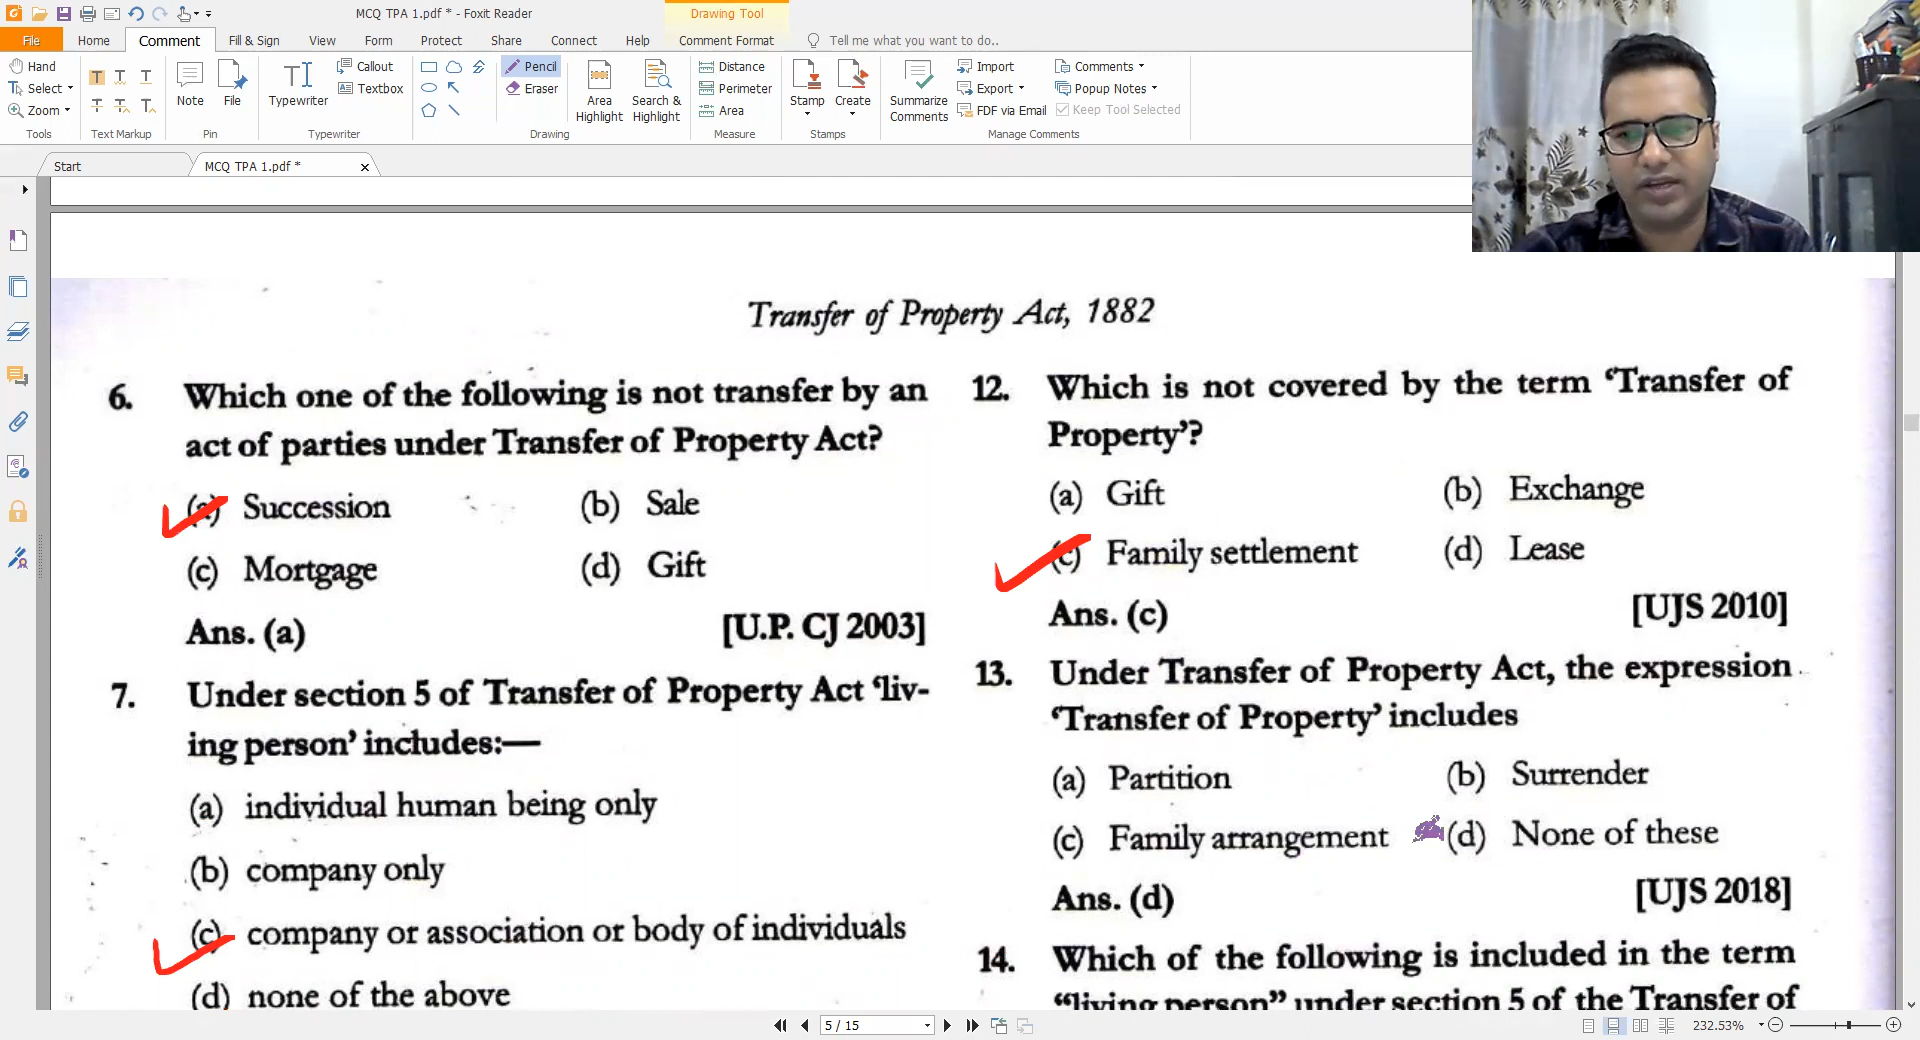 MCQ TPA 1.pdf * - Foxit Reader
Drawing Tool
File
Home
Comment
Fill & Sign
View
Form
Protect
Share
Connect
Help
Comment Format
Tell me what you want to do..
Hand
Select
Zoom
Tools
Text Markup
Note
File
Pin
Typewriter
Callout
Textbox
Typewriter
Pencil
Eraser
Area Highlight
Search & Highlight
Drawing
Distance
Perimeter
Area
Measure
Stamp
Create
Stamps
Summarize Comments
Import
Export
FDF via Email
Comments
Popup Notes
Keep Tool Selected
Manage Comments
Start
MCQ TPA 1.pdf *
Transfer of Property Act, 1882
6. Which one of the following is not transfer by an
act of parties under Transfer of Property Act?
(a) Succession (b) Sale
(c) Mortgage (d) Gift
Ans. (a) [U.P. CJ 2003]
7. Under section 5 of Transfer of Property Act ‘liv-
ing person’ includes:—
(a) individual human being only
(b) company only
(c) company or association or body of individuals
(d) none of the above
12. Which is not covered by the term ‘Transfer of
Property’?
(a) Gift (b) Exchange
(c) Family settlement (d) Lease
Ans. (c) [UJS 2010]
13. Under Transfer of Property Act, the expression
‘Transfer of Property’ includes
(a) Partition (b) Surrender
(c) Family arrangement (d) None of these
Ans. (d) [UJS 2018]
14. Which of the following is included in the term
“living person” under section 5 of the Transfer of
5 / 15
232.53%